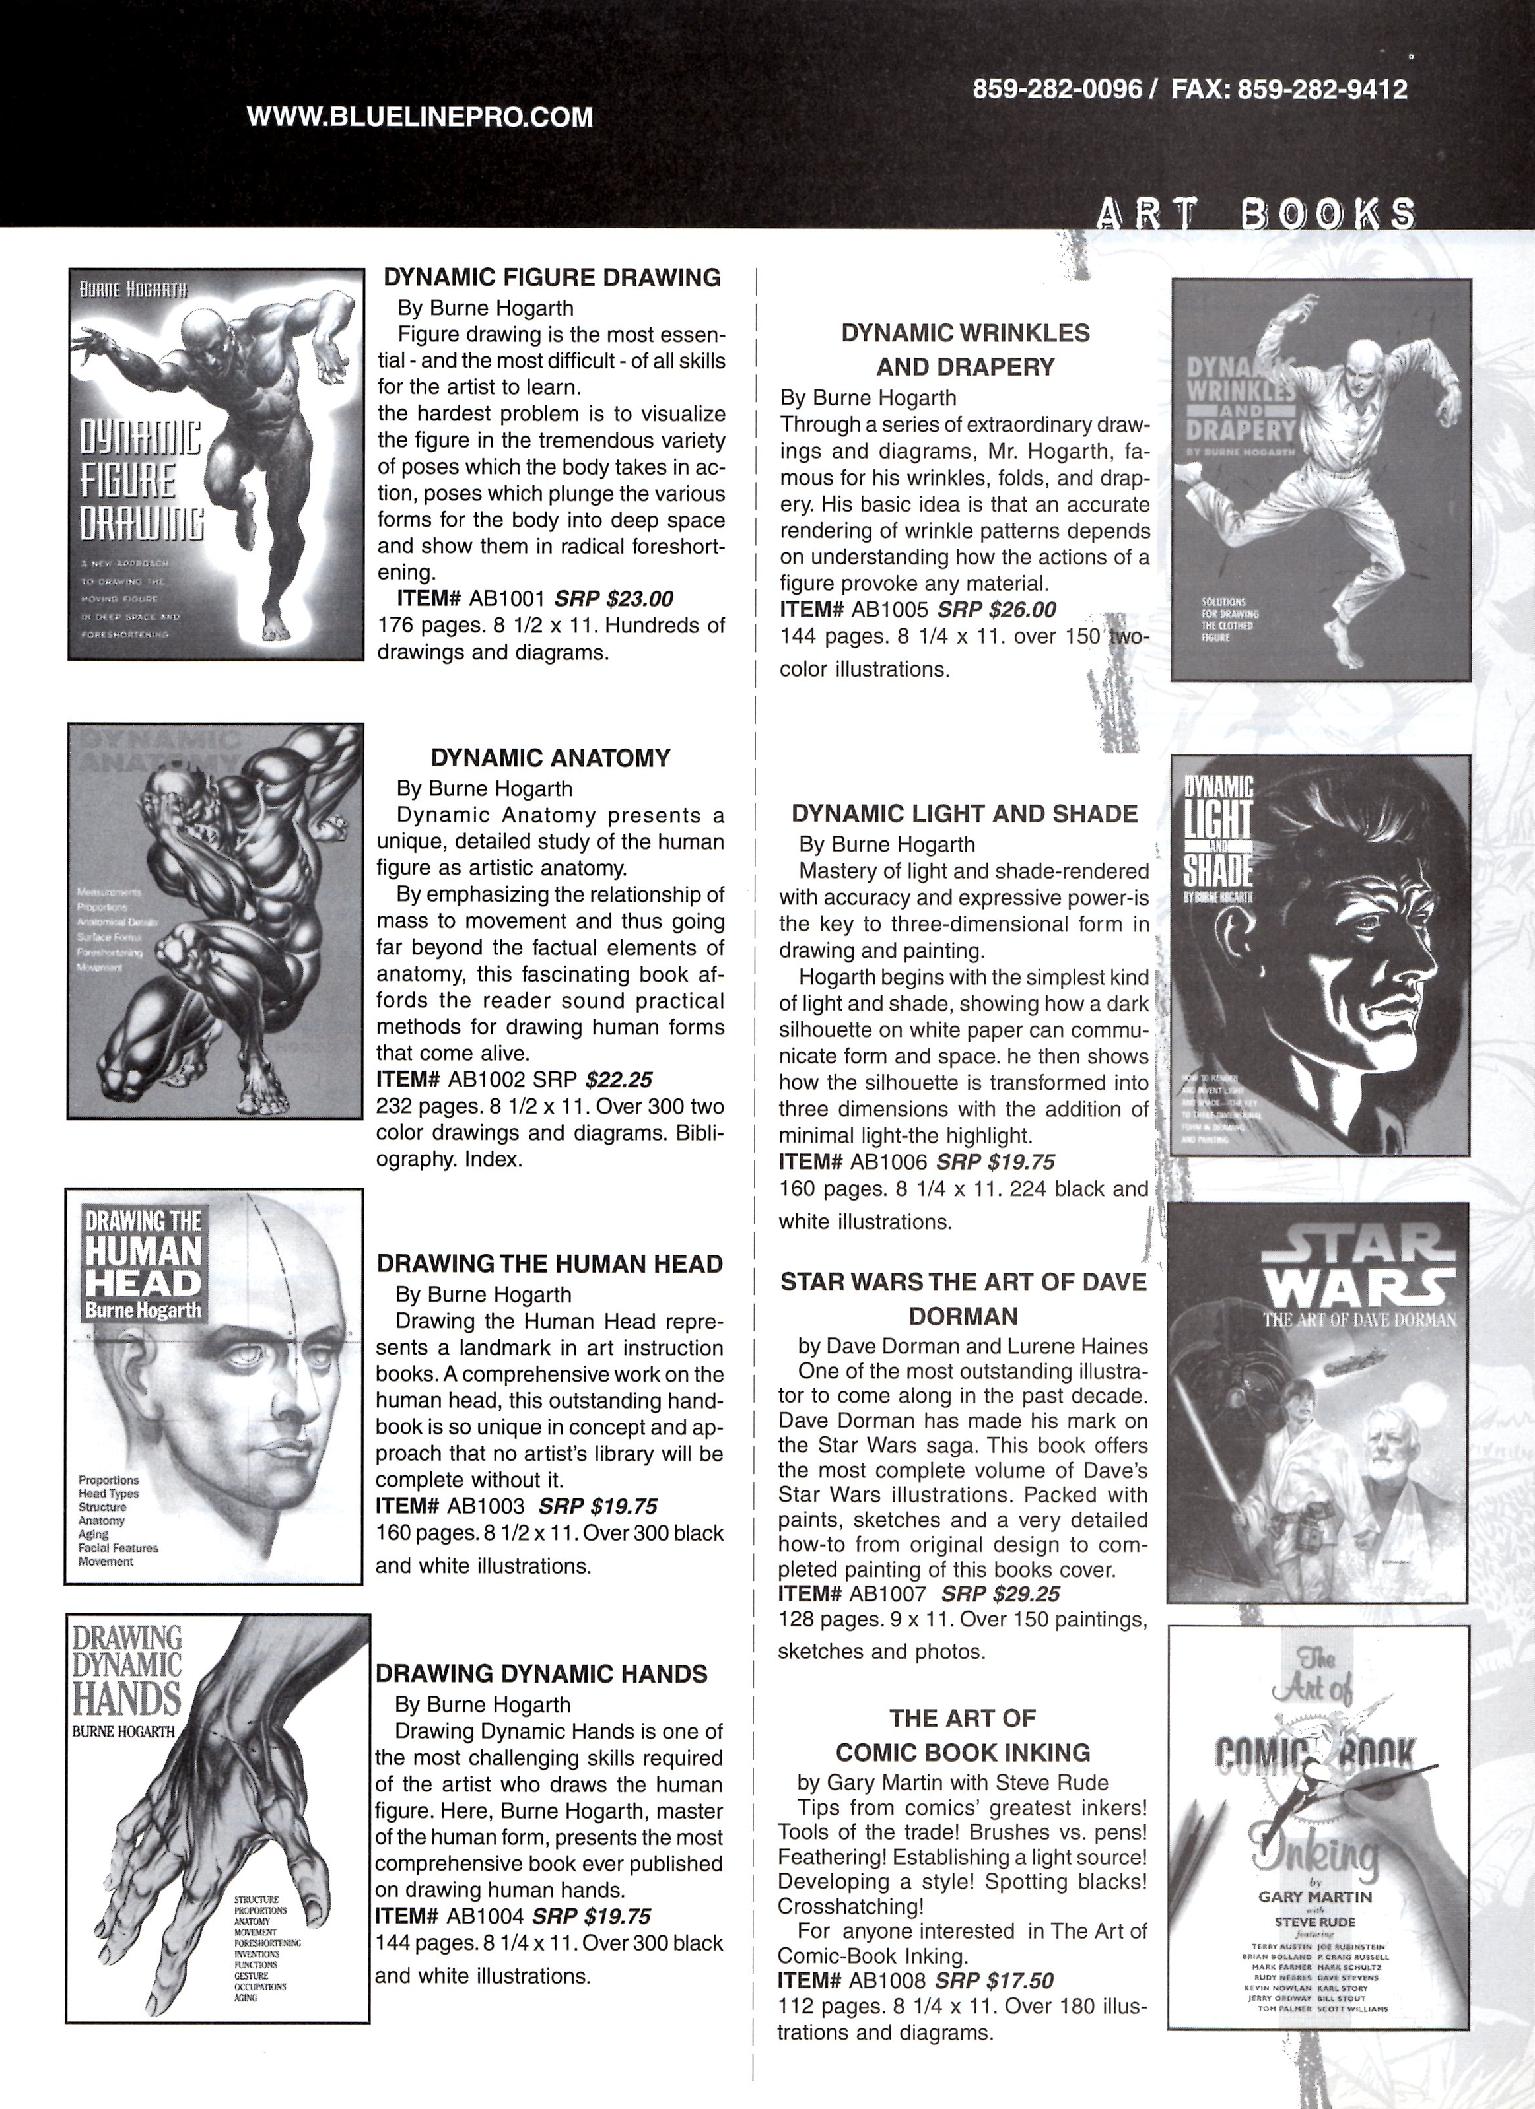 WWW.BLUELINEPRO.COM
859-282-0096 / FAX: 859-282-9412
ART BOOKS
BURNE HOGARTH
DYNAMIC
FIGURE
DRAWING
A NEW APPROACH
TO DRAWING THE
MOVING FIGURE
IN DEEP SPACE AND
FORESHORTENING
DYNAMIC FIGURE DRAWING
By Burne Hogarth
Figure drawing is the most essen-
tial - and the most difficult - of all skills
for the artist to learn.
the hardest problem is to visualize
the figure in the tremendous variety
of poses which the body takes in ac-
tion, poses which plunge the various
forms for the body into deep space
and show them in radical foreshort-
ening.
ITEM# AB1001 SRP $23.00
176 pages. 8 1/2 x 11. Hundreds of
drawings and diagrams.
DYNAMIC
ANATOMY
Measurements
Proportions
Anatomical Details
Surface Forms
Foreshortening
Movement
DYNAMIC ANATOMY
By Burne Hogarth
Dynamic Anatomy presents a
unique, detailed study of the human
figure as artistic anatomy.
By emphasizing the relationship of
mass to movement and thus going
far beyond the factual elements of
anatomy, this fascinating book af-
fords the reader sound practical
methods for drawing human forms
that come alive.
ITEM# AB1002 SRP $22.25
232 pages. 8 1/2 x 11. Over 300 two
color drawings and diagrams. Bibli-
ography. Index.
DRAWING THE
HUMAN
HEAD
Burne Hogarth
Proportions
Head Types
Structure
Anatomy
Aging
Facial Features
Movement
DRAWING THE HUMAN HEAD
By Burne Hogarth
Drawing the Human Head repre-
sents a landmark in art instruction
books. A comprehensive work on the
human head, this outstanding hand-
book is so unique in concept and ap-
proach that no artist's library will be
complete without it.
ITEM# AB1003 SRP $19.75
160 pages. 8 1/2 x 11. Over 300 black
and white illustrations.
DRAWING
DYNAMIC
HANDS
BURNE HOGARTH
STRUCTURE
PROPORTIONS
ANATOMY
MOVEMENT
FORESHORTENING
INVENTIONS
FUNCTIONS
GESTURE
OCCUPATIONS
AGING
DRAWING DYNAMIC HANDS
By Burne Hogarth
Drawing Dynamic Hands is one of
the most challenging skills required
of the artist who draws the human
figure. Here, Burne Hogarth, master
of the human form, presents the most
comprehensive book ever published
on drawing human hands.
ITEM# AB1004 SRP $19.75
144 pages. 8 1/4 x 11. Over 300 black
and white illustrations.
DYNAMIC WRINKLES
AND DRAPERY
By Burne Hogarth
Through a series of extraordinary draw-
ings and diagrams, Mr. Hogarth, fa-
mous for his wrinkles, folds, and drap-
ery. His basic idea is that an accurate
rendering of wrinkle patterns depends
on understanding how the actions of a
figure provoke any material.
ITEM# AB1005 SRP $26.00
144 pages. 8 1/4 x 11. over 150 two-
color illustrations.
DYNAMIC
WRINKLES
AND
DRAPERY
BY BURNE HOGARTH
SOLUTIONS
FOR DRAWING
THE CLOTHED
FIGURE
DYNAMIC LIGHT AND SHADE
By Burne Hogarth
Mastery of light and shade-rendered
with accuracy and expressive power-is
the key to three-dimensional form in
drawing and painting.
Hogarth begins with the simplest kind
of light and shade, showing how a dark
silhouette on white paper can commu-
nicate form and space. he then shows
how the silhouette is transformed into
three dimensions with the addition of
minimal light-the highlight.
ITEM# AB1006 SRP $19.75
160 pages. 8 1/4 x 11. 224 black and
white illustrations.
DYNAMIC
LIGHT
AND
SHADE
BY BURNE HOGARTH
HOW TO RENDER
AND INVENT LIGHT
AND SPACE—THE KEY
TO THREE-DIMENSIONAL
FORM IN DRAWING
AND PAINTING
STAR WARS THE ART OF DAVE
DORMAN
by Dave Dorman and Lurene Haines
One of the most outstanding illustra-
tor to come along in the past decade.
Dave Dorman has made his mark on
the Star Wars saga. This book offers
the most complete volume of Dave's
Star Wars illustrations. Packed with
paints, sketches and a very detailed
how-to from original design to com-
pleted painting of this books cover.
ITEM# AB1007 SRP $29.25
128 pages. 9 x 11. Over 150 paintings,
sketches and photos.
STAR
WARS
THE ART OF DAVE DORMAN
THE ART OF
COMIC BOOK INKING
by Gary Martin with Steve Rude
Tips from comics' greatest inkers!
Tools of the trade! Brushes vs. pens!
Feathering! Establishing a light source!
Developing a style! Spotting blacks!
Crosshatching!
For anyone interested in The Art of
Comic-Book Inking.
ITEM# AB1008 SRP $17.50
112 pages. 8 1/4 x 11. Over 180 illus-
trations and diagrams.
The
Art of
COMIC BOOK
Inking
by
GARY MARTIN
with
STEVE RUDE
featuring
TERRY AUSTIN JOE RUBINSTEIN
BRIAN BOLLAND P. CRAIG RUSSELL
MARK FARMER MARK SCHULTZ
RUDY NEBRES DAVE STEVENS
KEVIN NOWLAN KARL STORY
JERRY ORDWAY BILL STOUT
TOM PALMER SCOTT WILLIAMS